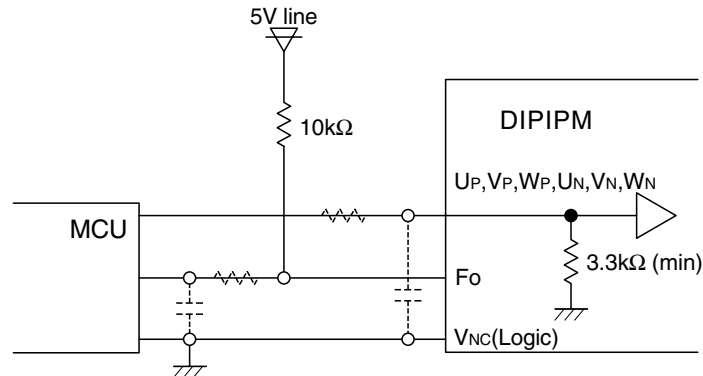 5V line
10kΩ
DIPIPM
UP,VP,WP,UN,VN,WN
MCU
3.3kΩ (min)
Fo
VNC(Logic)